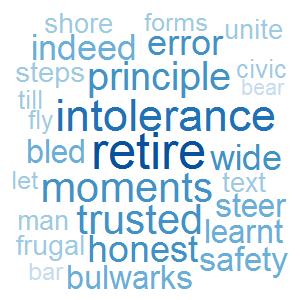 shore forms unite
indeed error
steps principle civic
till bear
fly intolerance
bled retire wide
let moments text
man trusted steer
learnt
frugal honest safety
bar bulwarks